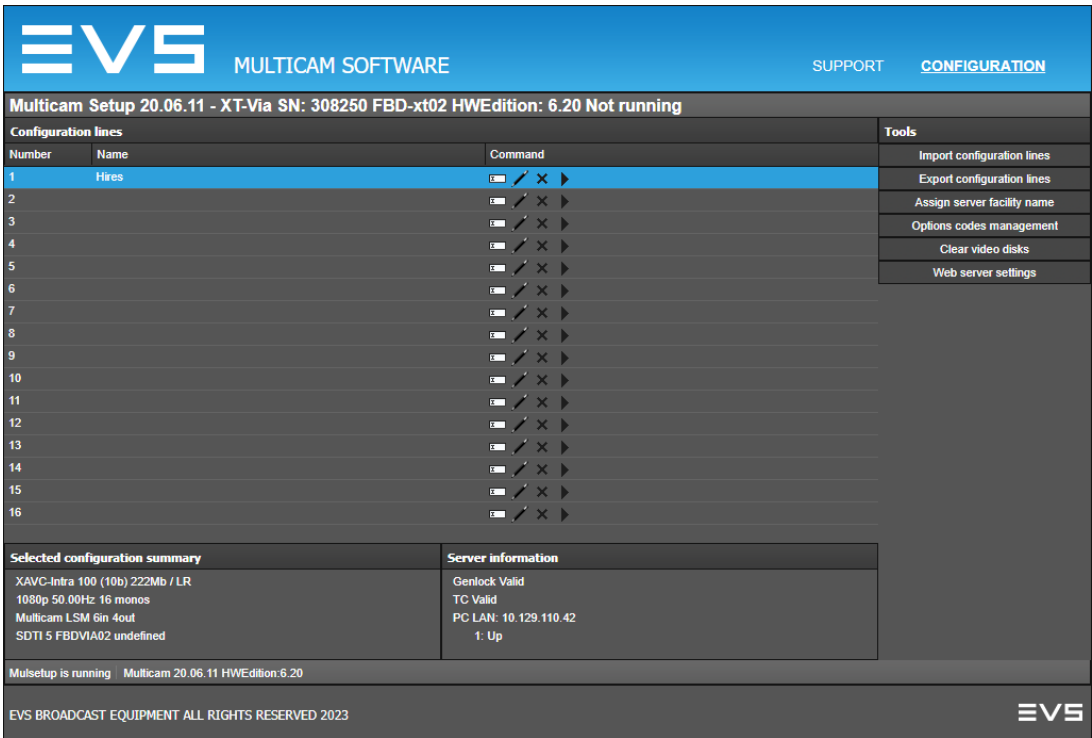 EVS
MULTICAM SOFTWARE
SUPPORT CONFIGURATION
Multicam Setup 20.06.11 - XT-Via SN: 308250 FBD-xt02 HWEdition: 6.20 Not running
Configuration lines
Number Name Command
1 Hires
2
3
4
5
6
7
8
9
10
11
12
13
14
15
16
Tools
Import configuration lines
Export configuration lines
Assign server facility name
Options codes management
Clear video disks
Web server settings
Selected configuration summary
XAVC-Intra 100 (10b) 222Mb / LR
1080p 50.00Hz 16 monos
Multicam LSM 6in 4out
SDTI 5 FBDVIA02 undefined
Server information
Genlock Valid
TC Valid
PC LAN: 10.129.110.42
1: Up
Mulsetup is running Multicam 20.06.11 HWEdition:6.20
EVS BROADCAST EQUIPMENT ALL RIGHTS RESERVED 2023
EVS